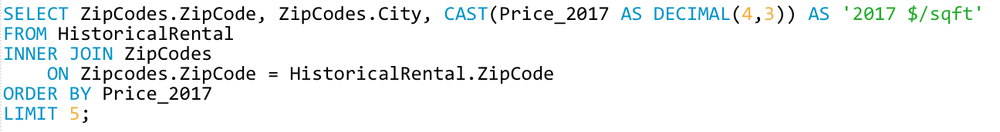 SELECT ZipCodes.ZipCode, ZipCodes.City, CAST(Price_2017 AS DECIMAL(4,3)) AS '2017 $/sqft'
FROM HistoricalRental
INNER JOIN ZipCodes
    ON Zipcodes.ZipCode = HistoricalRental.ZipCode
ORDER BY Price_2017
LIMIT 5;